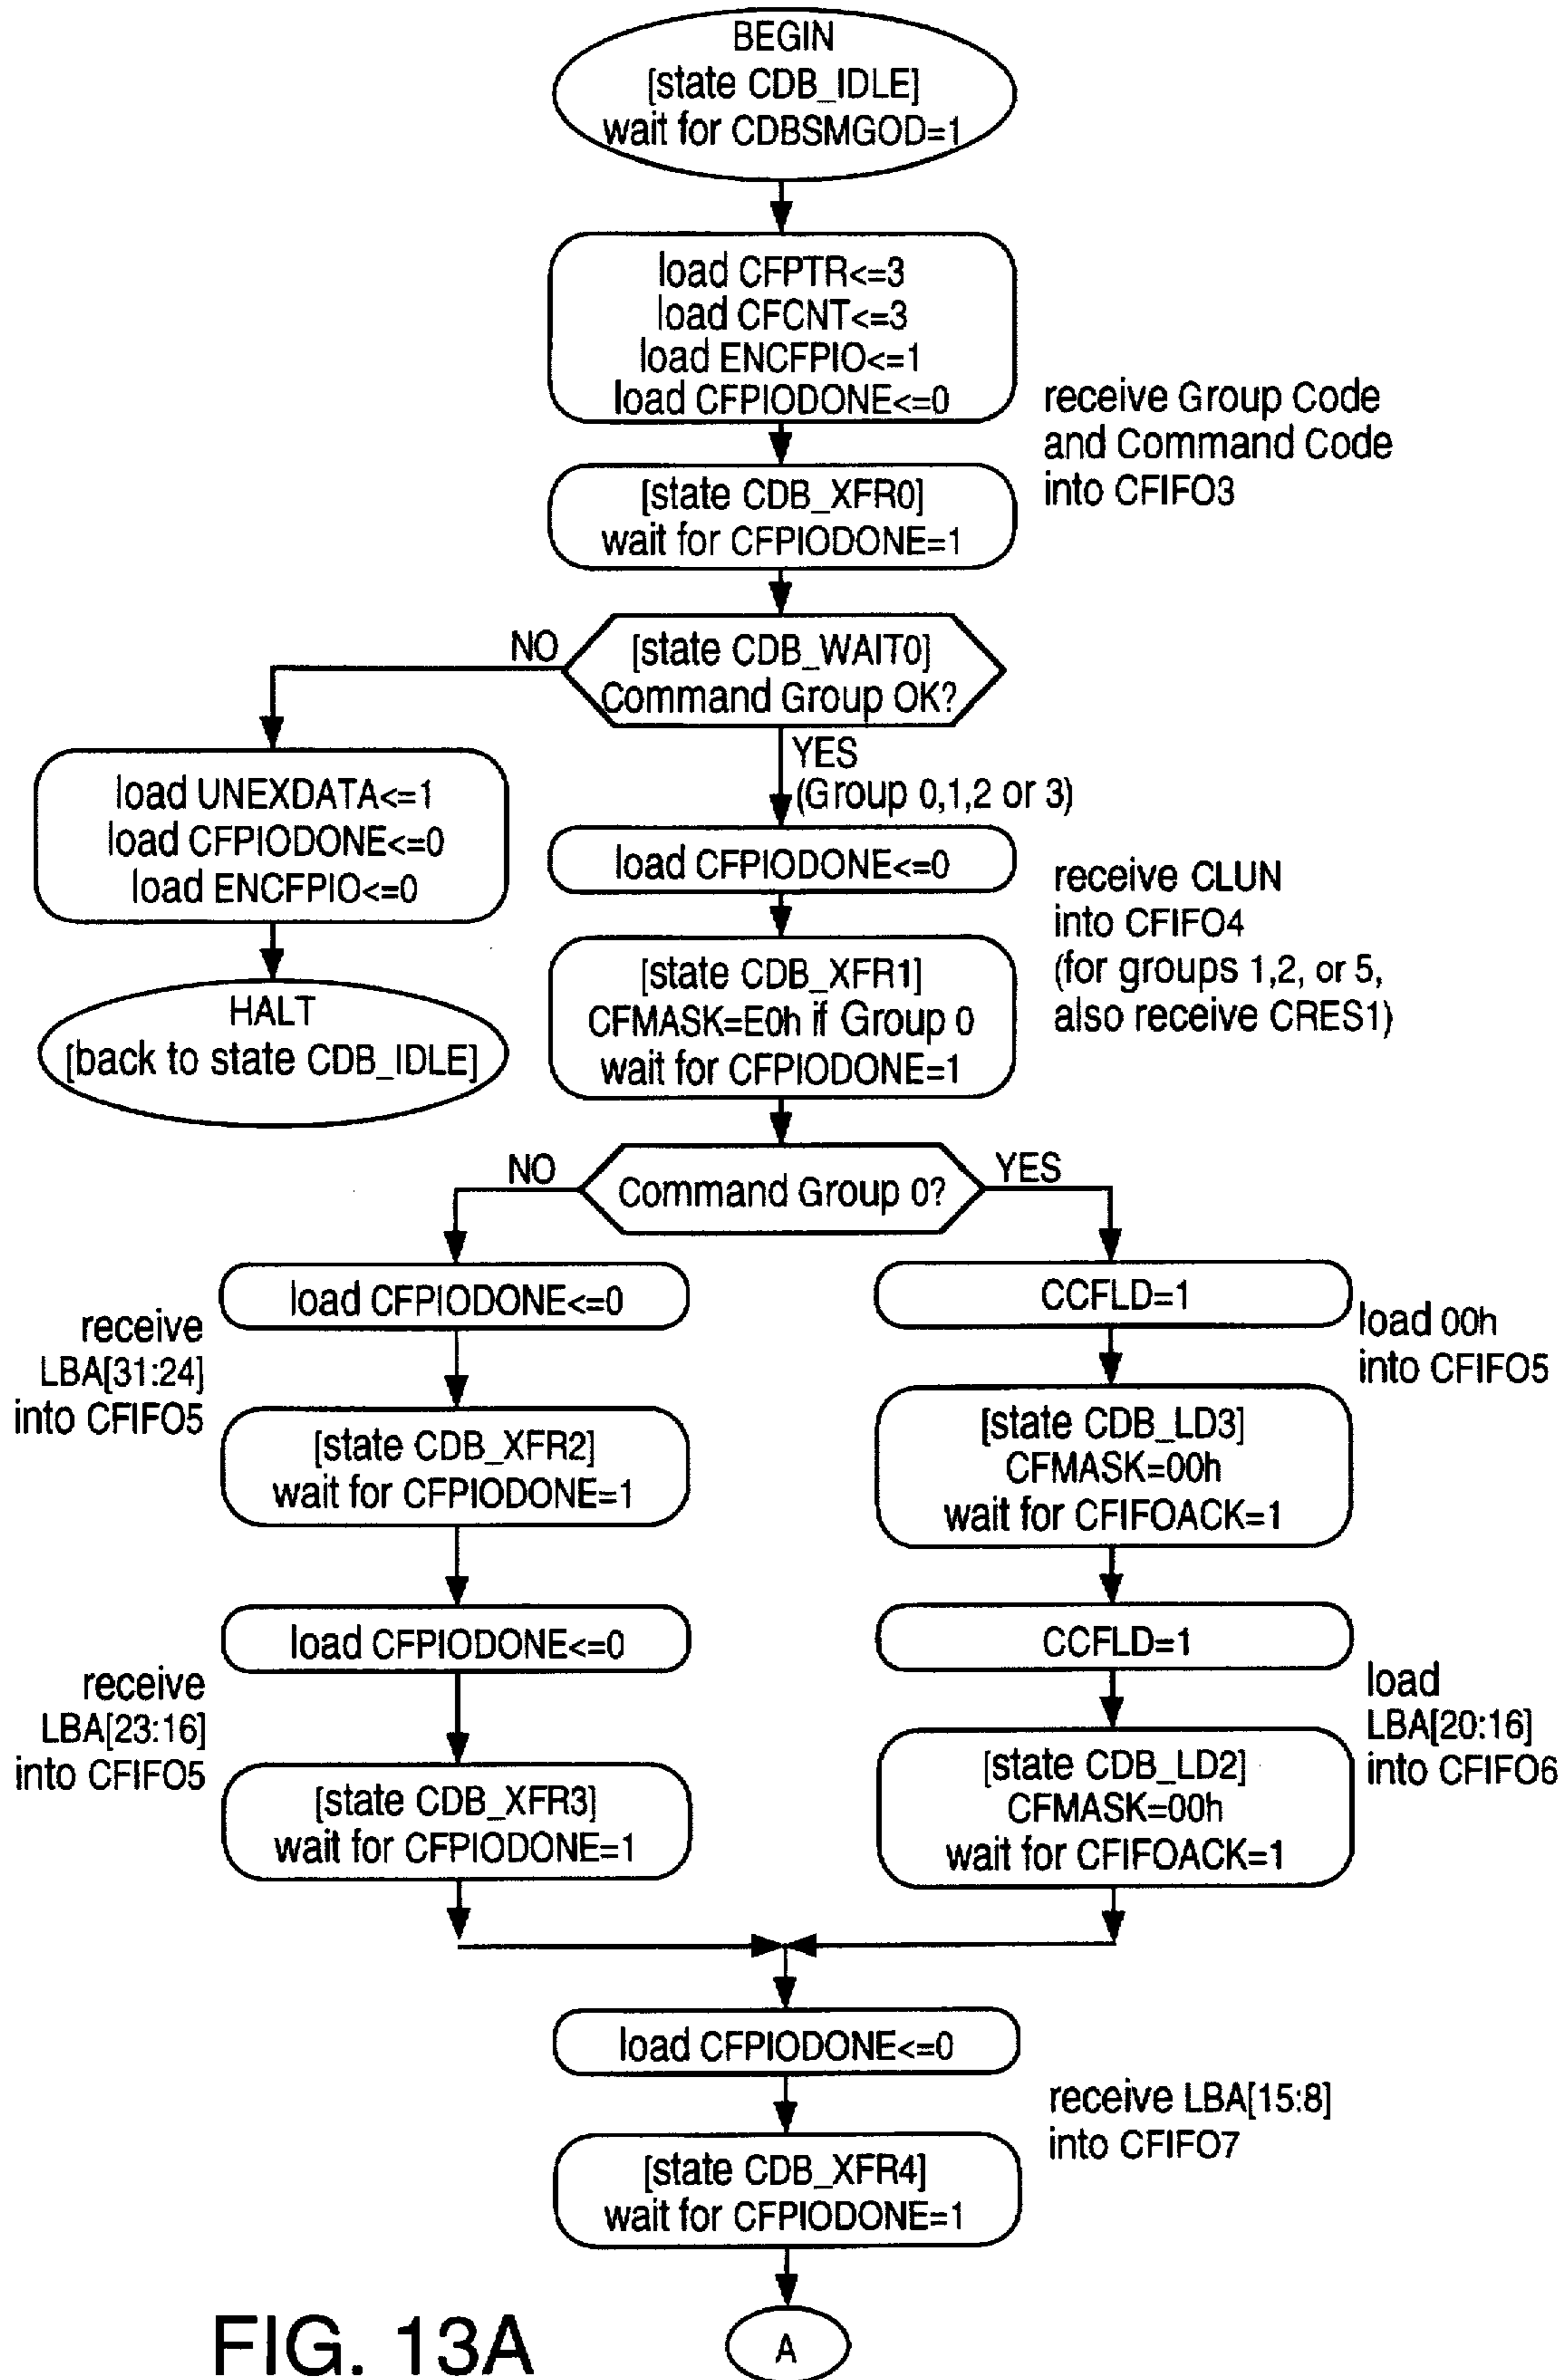 BEGIN
[state CDB_IDLE]
wait for CDBSMGOD=1
load CFPTR<=3
load CFCNT<=3
load ENCFPIO<=1
load CFPIODONE<=0
receive Group Code
and Command Code
into CFIFO3
[state CDB_XFR0]
wait for CFPIODONE=1
NO
[state CDB_WAIT0]
Command Group OK?
YES
(Group 0,1,2 or 3)
load UNEXDATA<=1
load CFPIODONE<=0
load ENCFPIO<=0
HALT
[back to state CDB_IDLE]
load CFPIODONE<=0
receive CLUN
into CFIFO4
(for groups 1,2, or 5,
also receive CRES1)
[state CDB_XFR1]
CFMASK=E0h if Group 0
wait for CFPIODONE=1
NO
Command Group 0?
YES
load CFPIODONE<=0
receive
LBA[31:24]
into CFIFO5
[state CDB_XFR2]
wait for CFPIODONE=1
load CFPIODONE<=0
receive
LBA[23:16]
into CFIFO5
[state CDB_XFR3]
wait for CFPIODONE=1
CCFLD=1
load 00h
into CFIFO5
[state CDB_LD3]
CFMASK=00h
wait for CFIFOACK=1
CCFLD=1
load
LBA[20:16]
into CFIFO6
[state CDB_LD2]
CFMASK=00h
wait for CFIFOACK=1
load CFPIODONE<=0
receive LBA[15:8]
into CFIFO7
[state CDB_XFR4]
wait for CFPIODONE=1
A
FIG. 13A